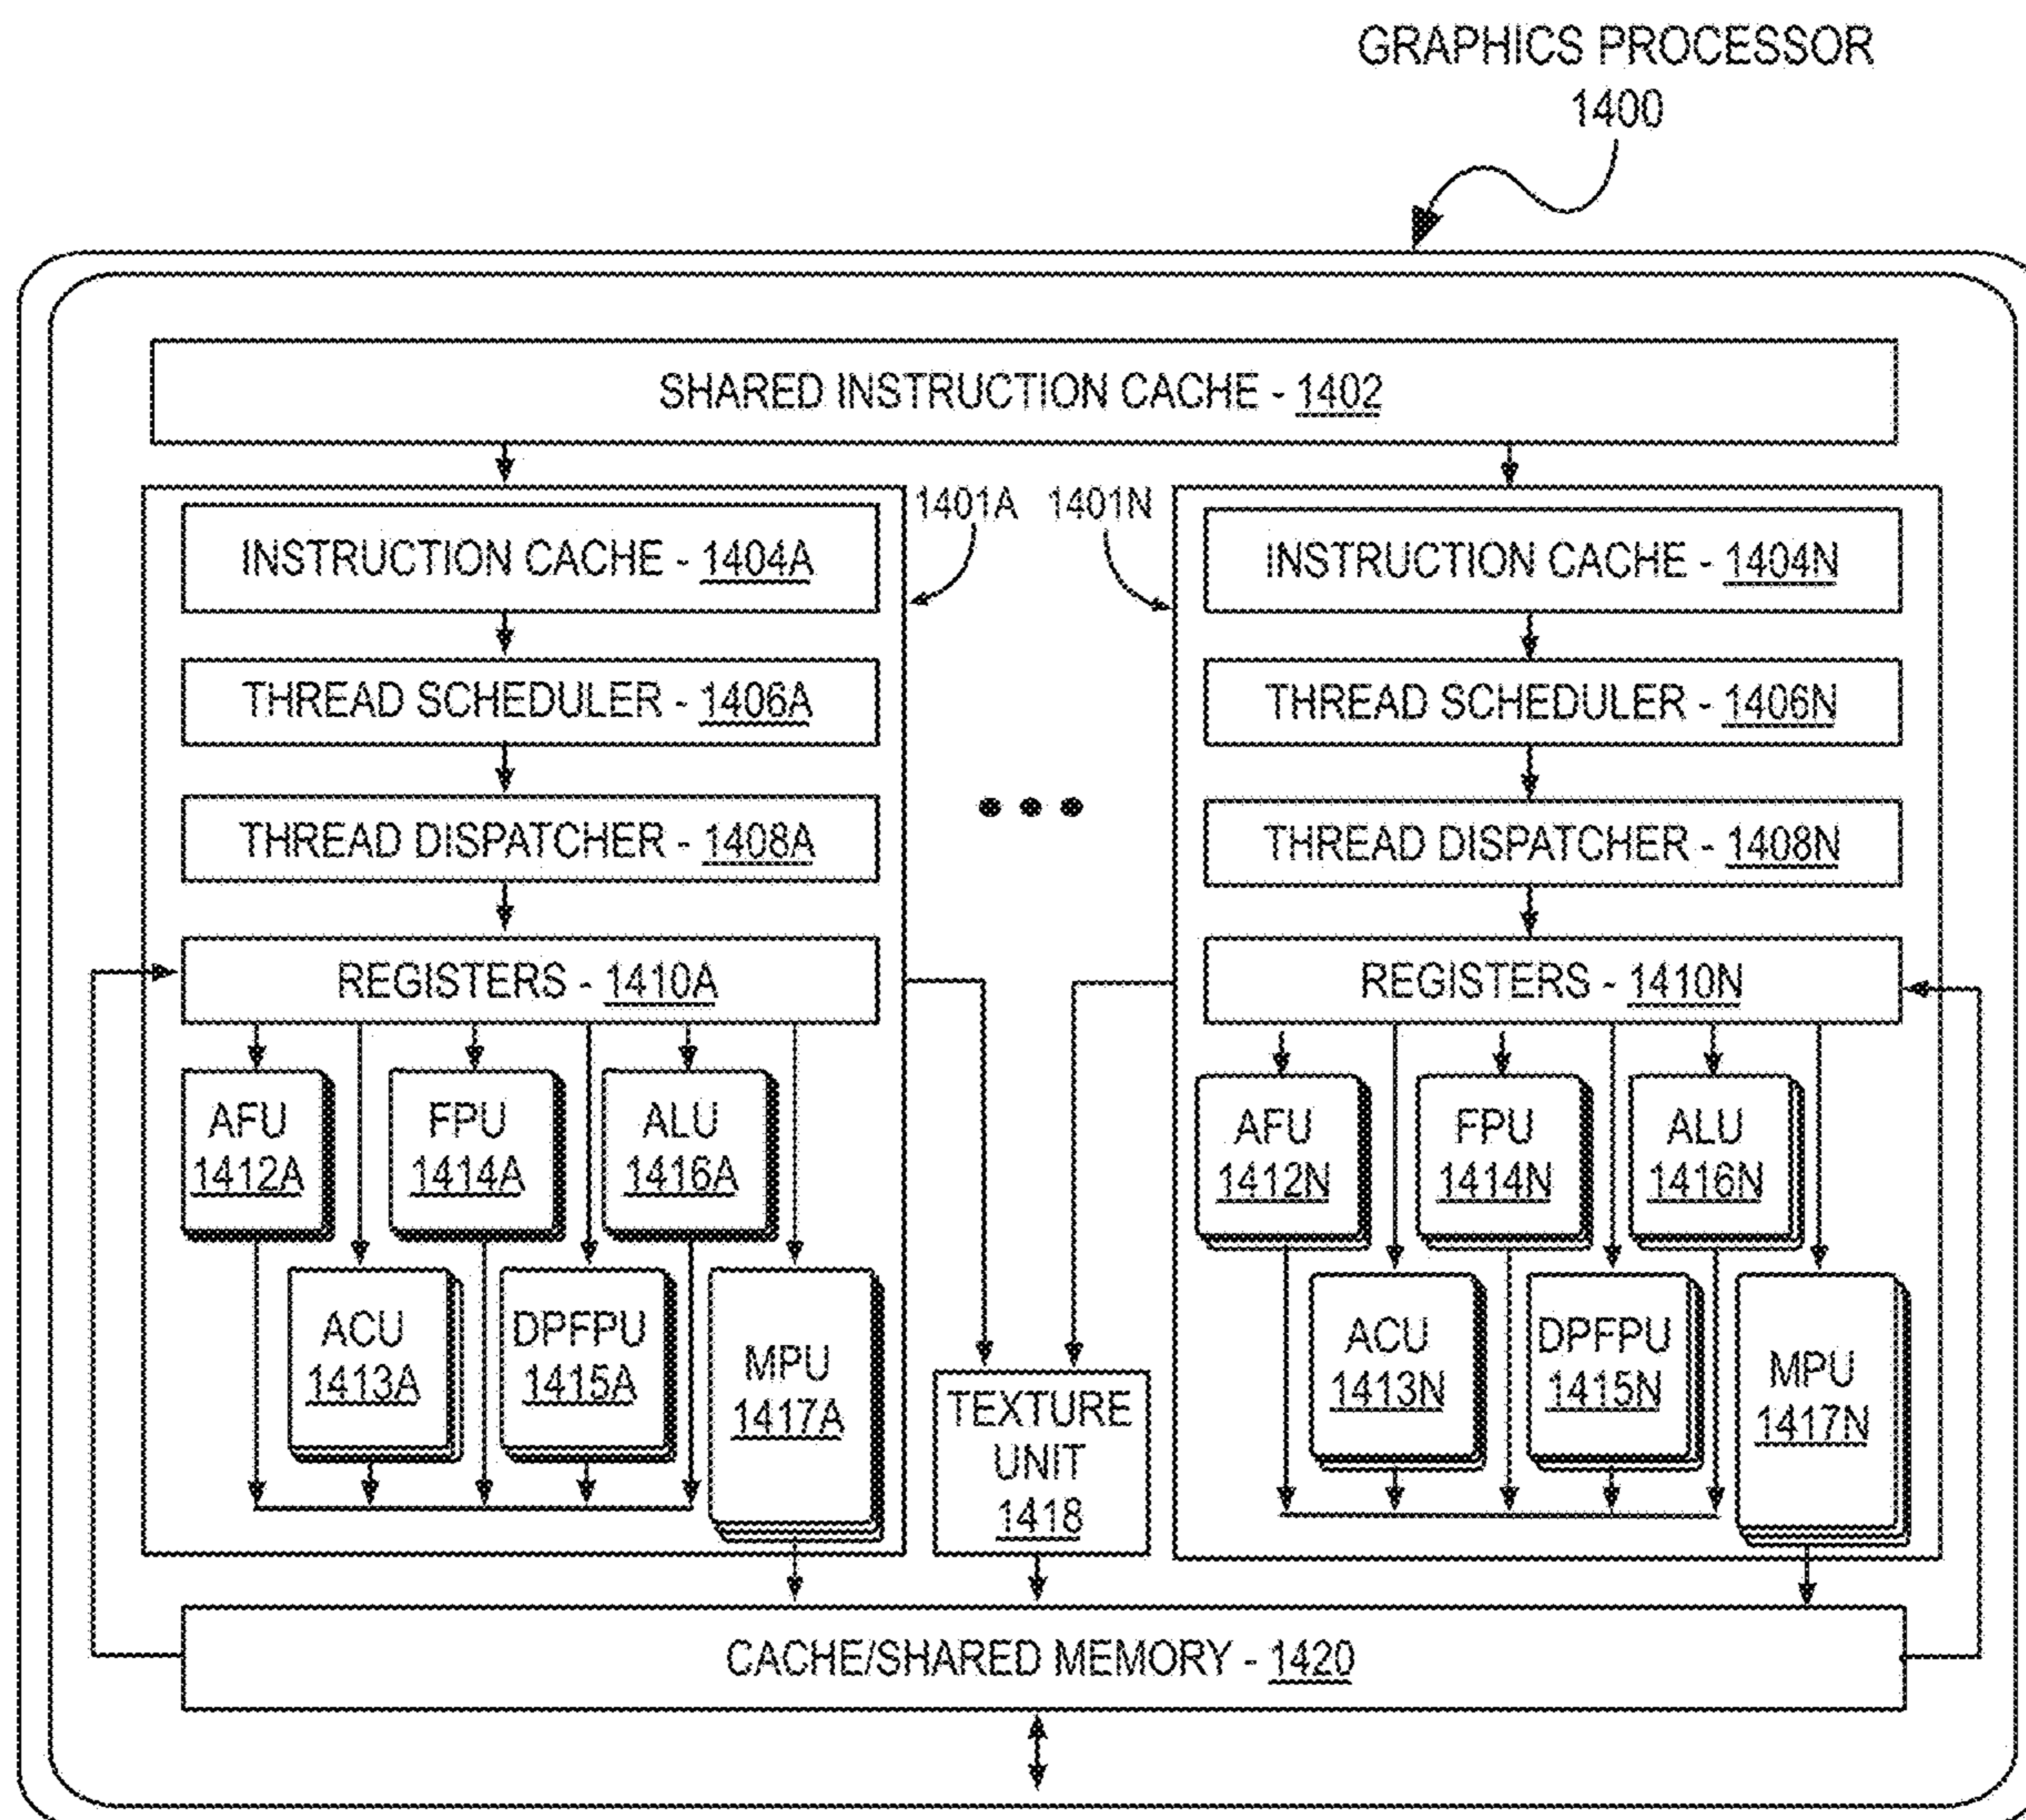 GRAPHICS PROCESSOR
1400
SHARED INSTRUCTION CACHE - 1402
1401A
1401N
INSTRUCTION CACHE - 1404A
THREAD SCHEDULER - 1406A
THREAD DISPATCHER - 1408A
REGISTERS - 1410A
AFU
1412A
FPU
1414A
ALU
1416A
ACU
1413A
DPFPU
1415A
MPU
1417A
INSTRUCTION CACHE - 1404N
THREAD SCHEDULER - 1406N
THREAD DISPATCHER - 1408N
REGISTERS - 1410N
AFU
1412N
FPU
1414N
ALU
1416N
ACU
1413N
DPFPU
1415N
MPU
1417N
TEXTURE
UNIT
1418
CACHE/SHARED MEMORY - 1420